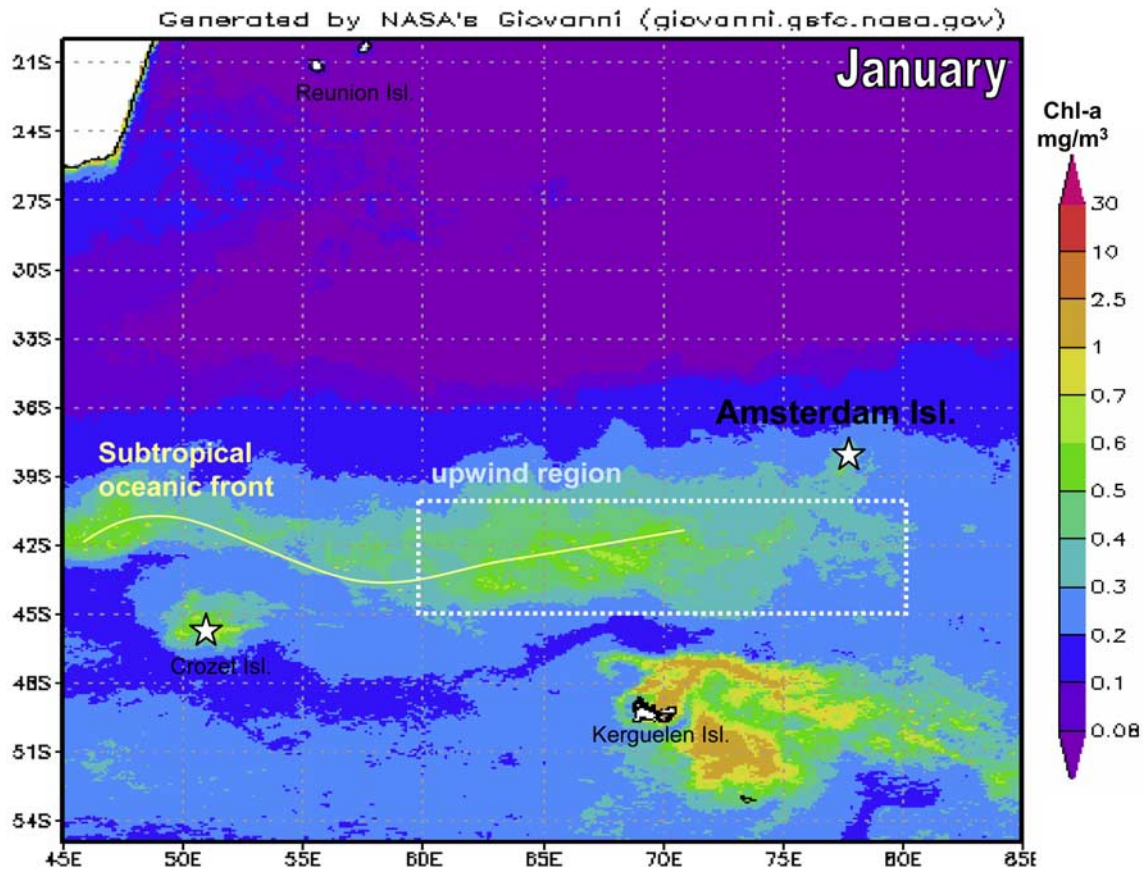 Generated by NASA's Giovanni (giovanni.gsfc.nasa.gov)
January
21S
24S
27S
30S
33S
36S
39S
42S
45S
48S
51S
54S
Reunion Isl.
Amsterdam Isl.
Subtropical
oceanic front
upwind region
Crozet Isl.
Kerguelen Isl.
45E
50E
55E
60E
65E
70E
75E
80E
85E
Chl-a
mg/m³
30
10
2.5
1
0.7
0.6
0.5
0.4
0.3
0.2
0.1
0.08